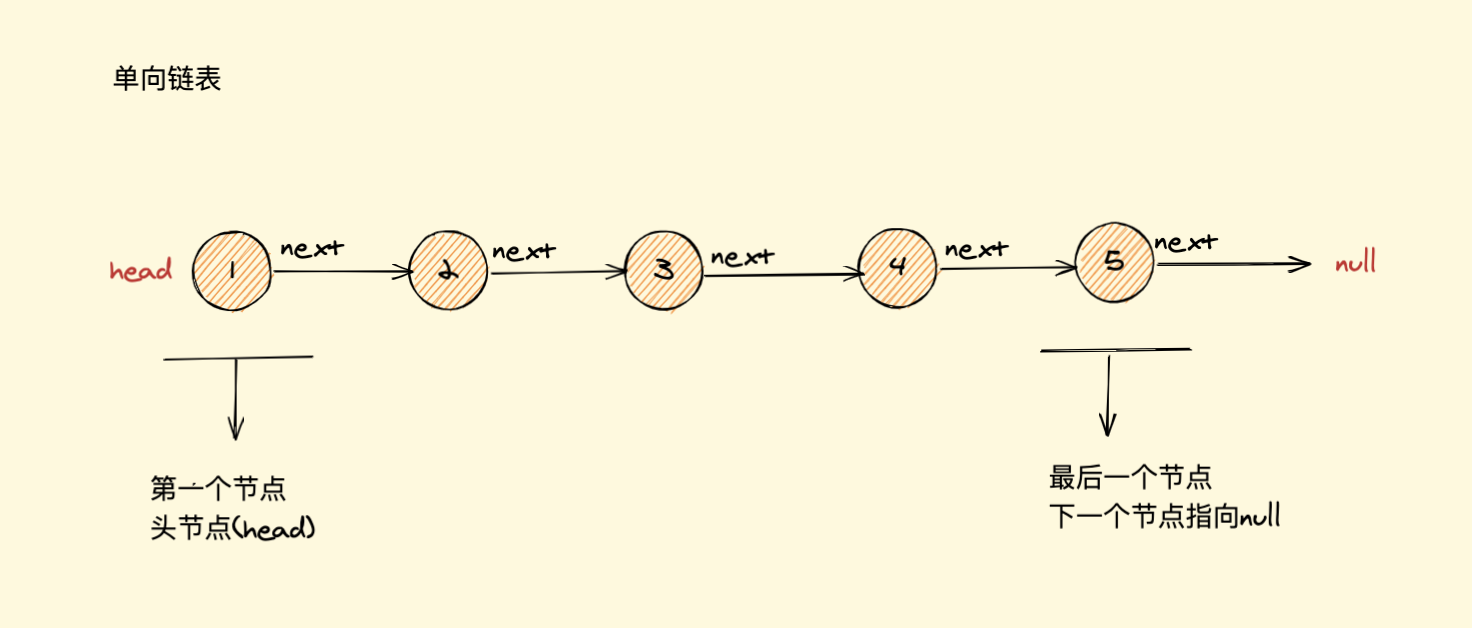 单向链表
head
1
next
2
next
3
next
4
next
5
next
null
第一个节点
头节点(head)
最后一个节点
下一个节点指向null